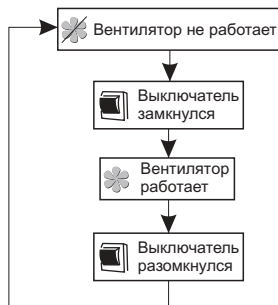 Вентилятор не работает
Выключатель
замкнулся
Вентилятор
работает
Выключатель
разомкнулся